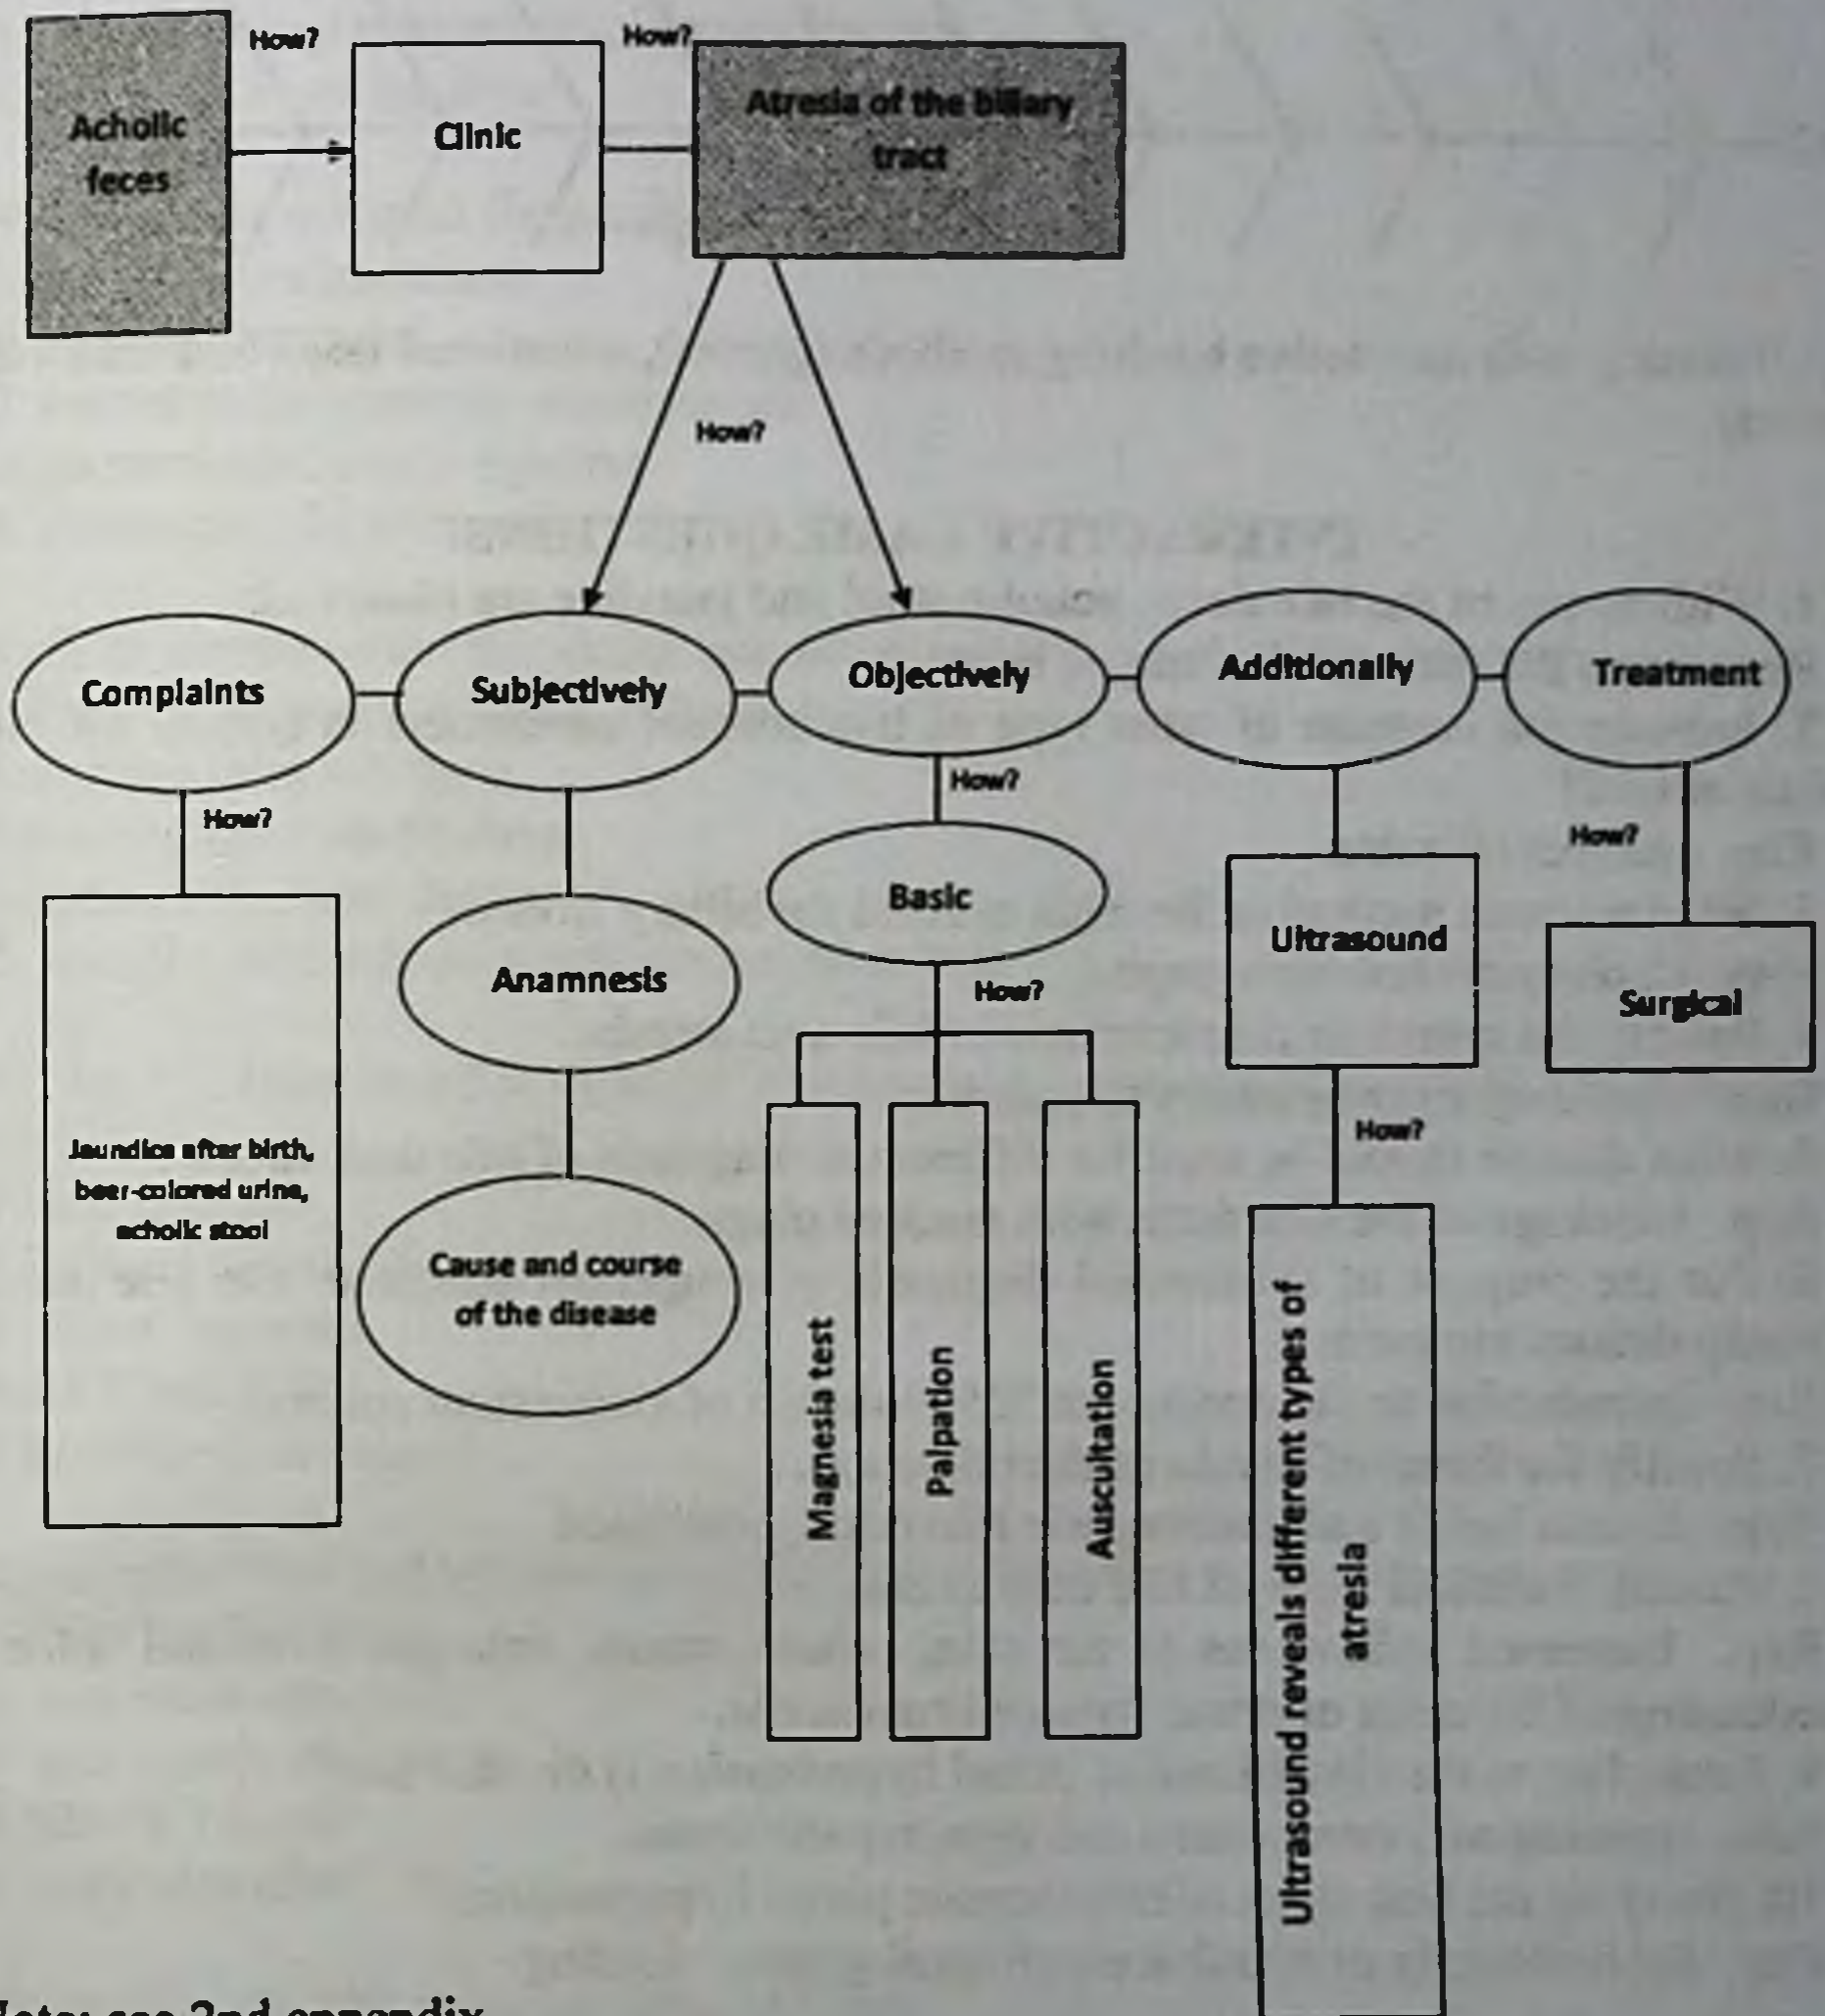 How?
How?
Acholic
feces
Clinic
Atresia of the biliary
tract
How?
Complaints
Subjectively
Objectively
Additionally
Treatment
How?
How?
How?
Basic
Anamnesis
Ultrasound
Surgical
How?
How?
Jaundice after birth,
beer-colored urine,
acholic stool
Cause and course
of the disease
Magnesia test
Palpation
Auscultation
Ultrasound reveals different types of
atresia
Note: see 2nd appendix